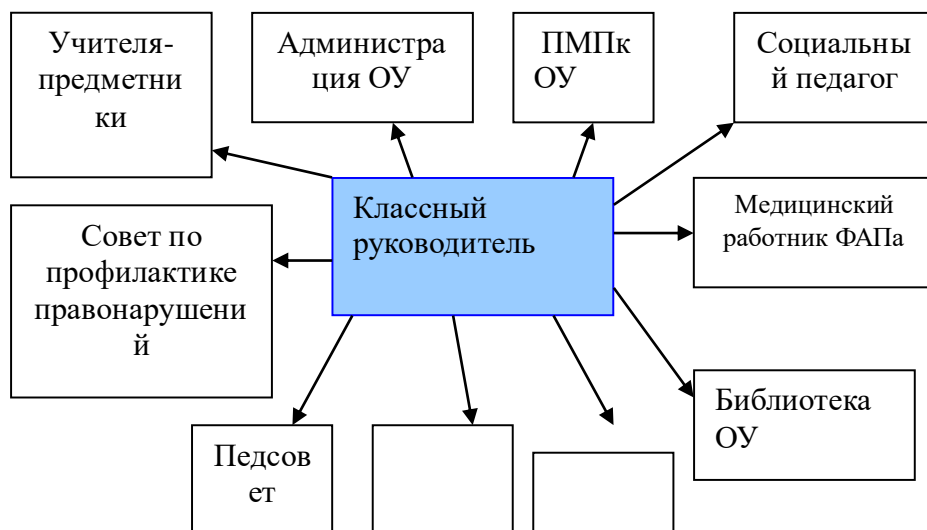 Учителя-
предметни
ки
Администра
ция ОУ
ПМПк
ОУ
Социальны
й педагог
Классный
руководитель
Медицинский
работник ФАПа
Совет по
профилактике
правонарушени
й
Библиотека
ОУ
Педсов
ет